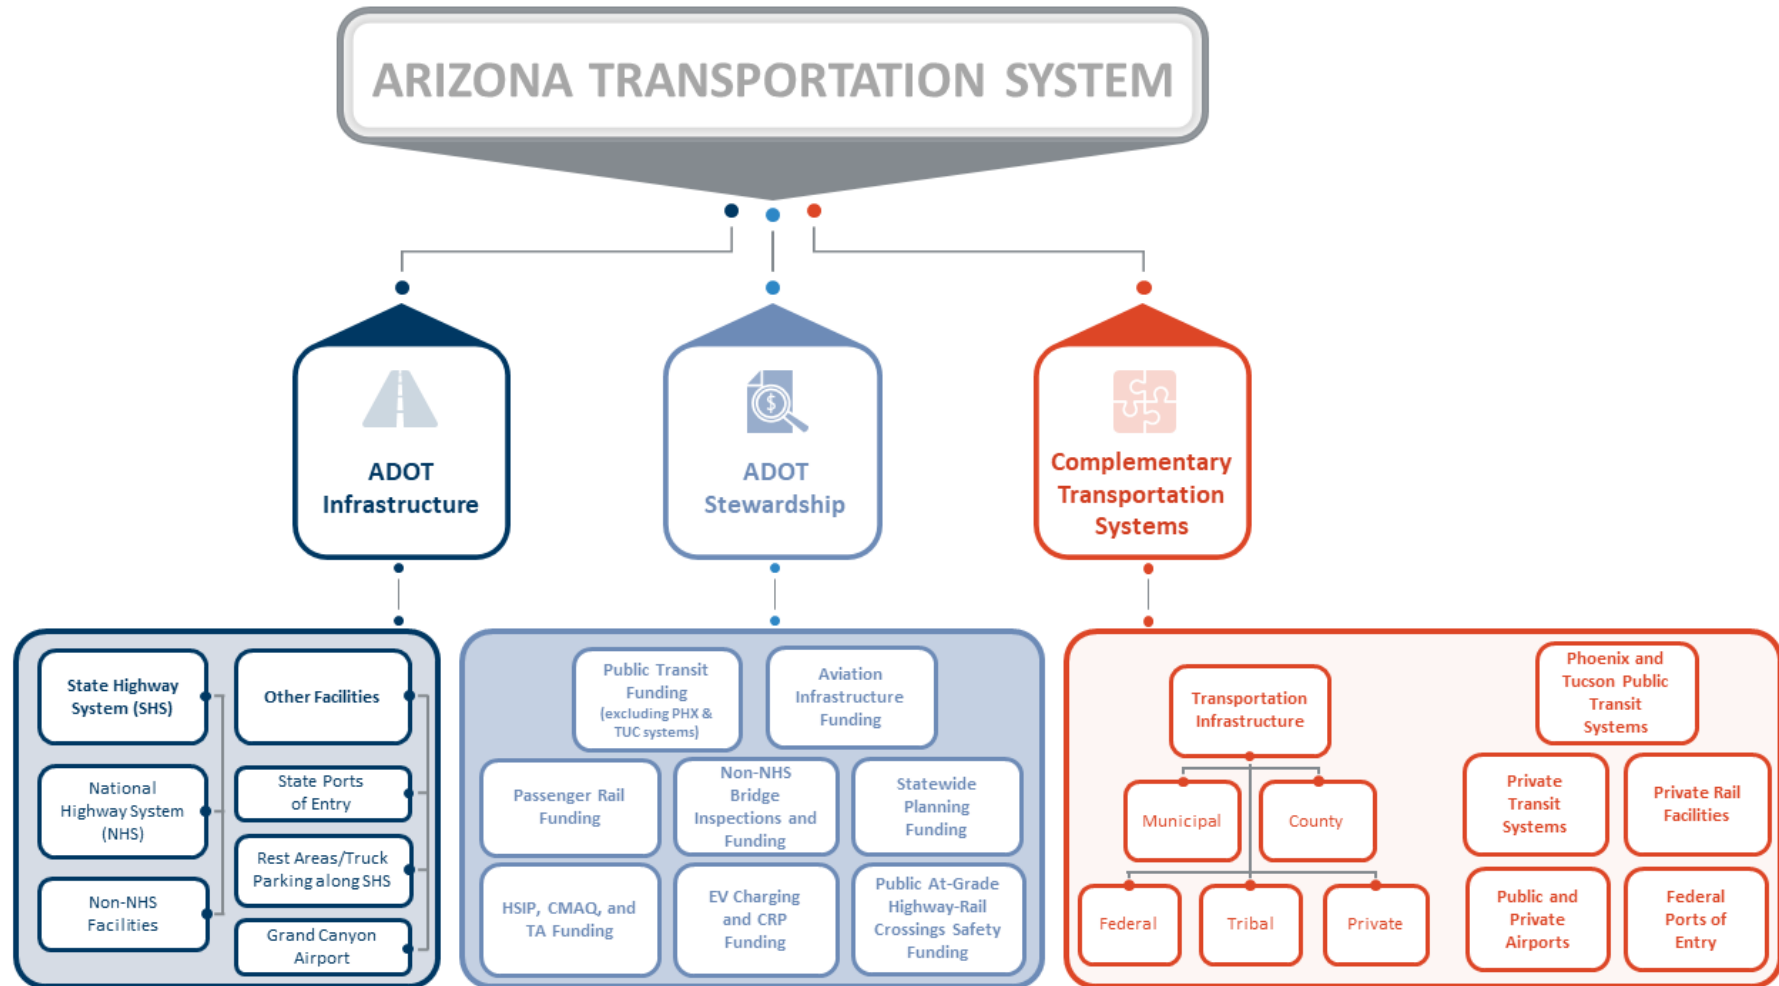 ARIZONA TRANSPORTATION SYSTEM
ADOT
Infrastructure
$
ADOT
Stewardship
Complementary
Transportation
Systems
State Highway
System (SHS)
National
Highway System
(NHS)
Non-NHS
Facilities
Other Facilities
State Ports
of Entry
Rest Areas/Truck
Parking along SHS
Grand Canyon
Airport
Public Transit
Funding
(excluding PHX &
TUC systems)
Aviation
Infrastructure
Funding
Passenger Rail
Funding
Non-NHS
Bridge
Inspections and
Funding
Statewide
Planning
Funding
HSIP, CMAQ, and
TA Funding
EV Charging
and CRP
Funding
Public At-Grade
Highway-Rail
Crossings Safety
Funding
Transportation
Infrastructure
Municipal
County
Federal
Tribal
Private
Phoenix and
Tucson Public
Transit
Systems
Private
Transit
Systems
Private Rail
Facilities
Public and
Private
Airports
Federal
Ports of
Entry